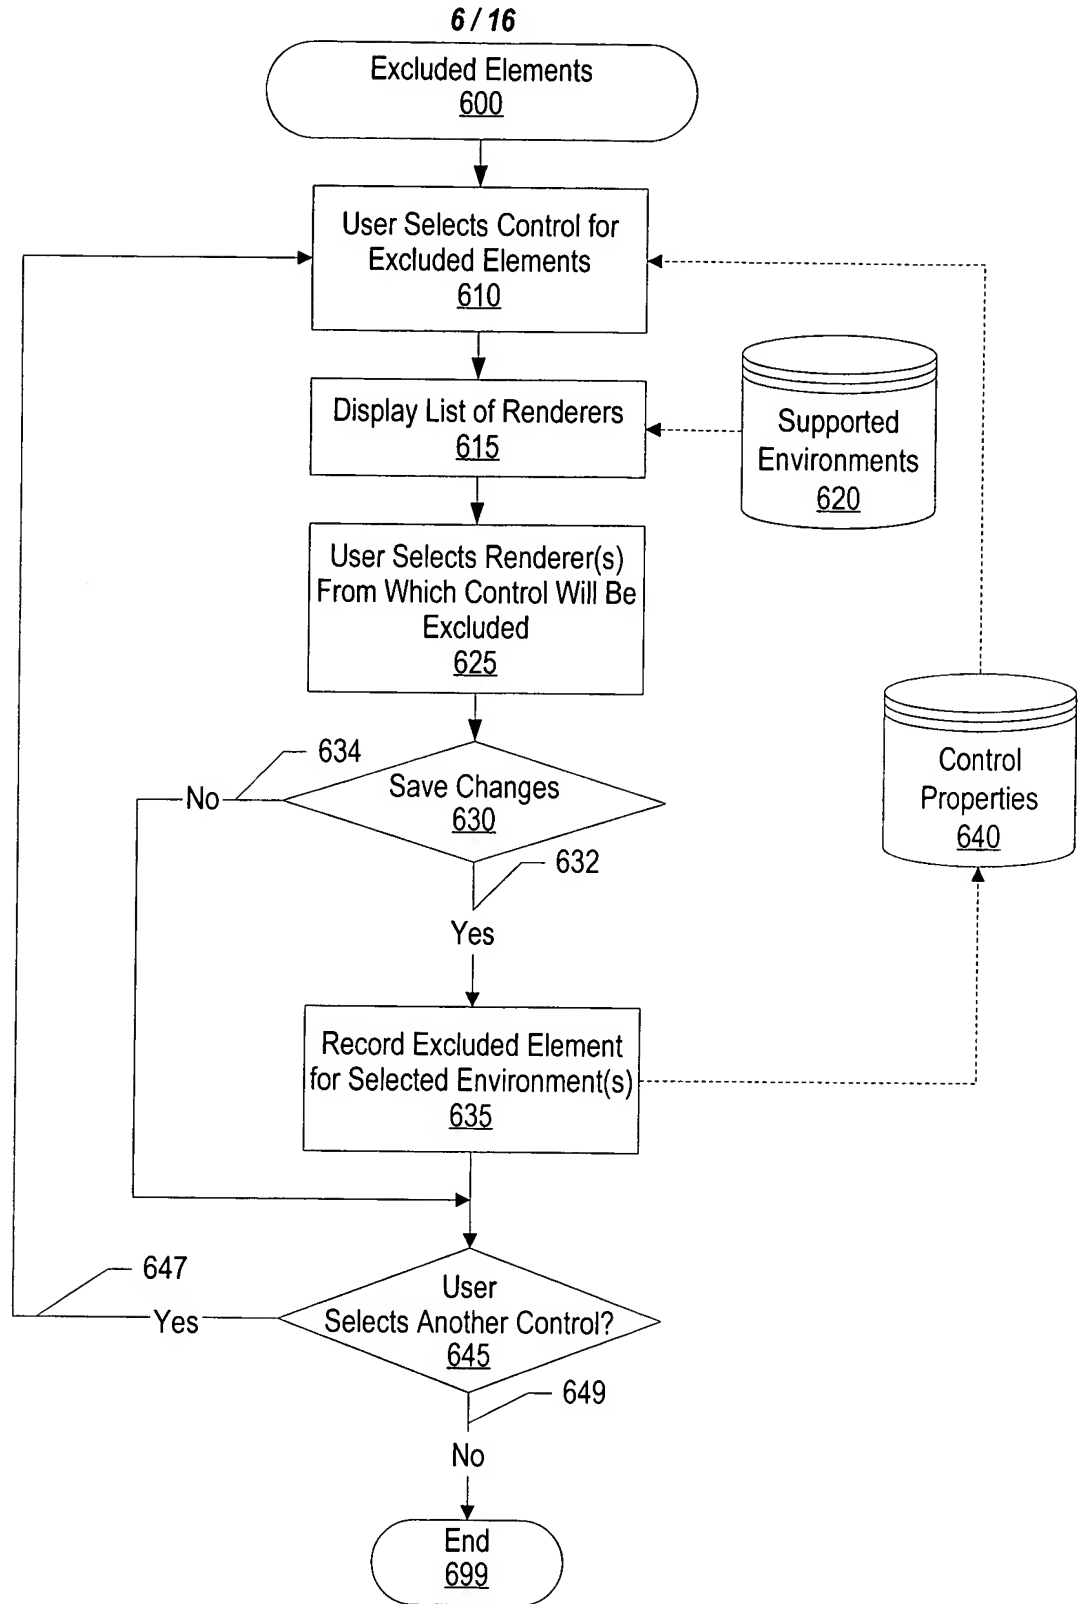 6 / 16
Excluded Elements
600
User Selects Control for
Excluded Elements
610
Display List of Renderers
615
Supported
Environments
620
User Selects Renderer(s)
From Which Control Will Be
Excluded
625
634
No
Save Changes
630
632
Yes
Control
Properties
640
Record Excluded Element
for Selected Environment(s)
635
647
Yes
User
Selects Another Control?
645
649
No
End
699